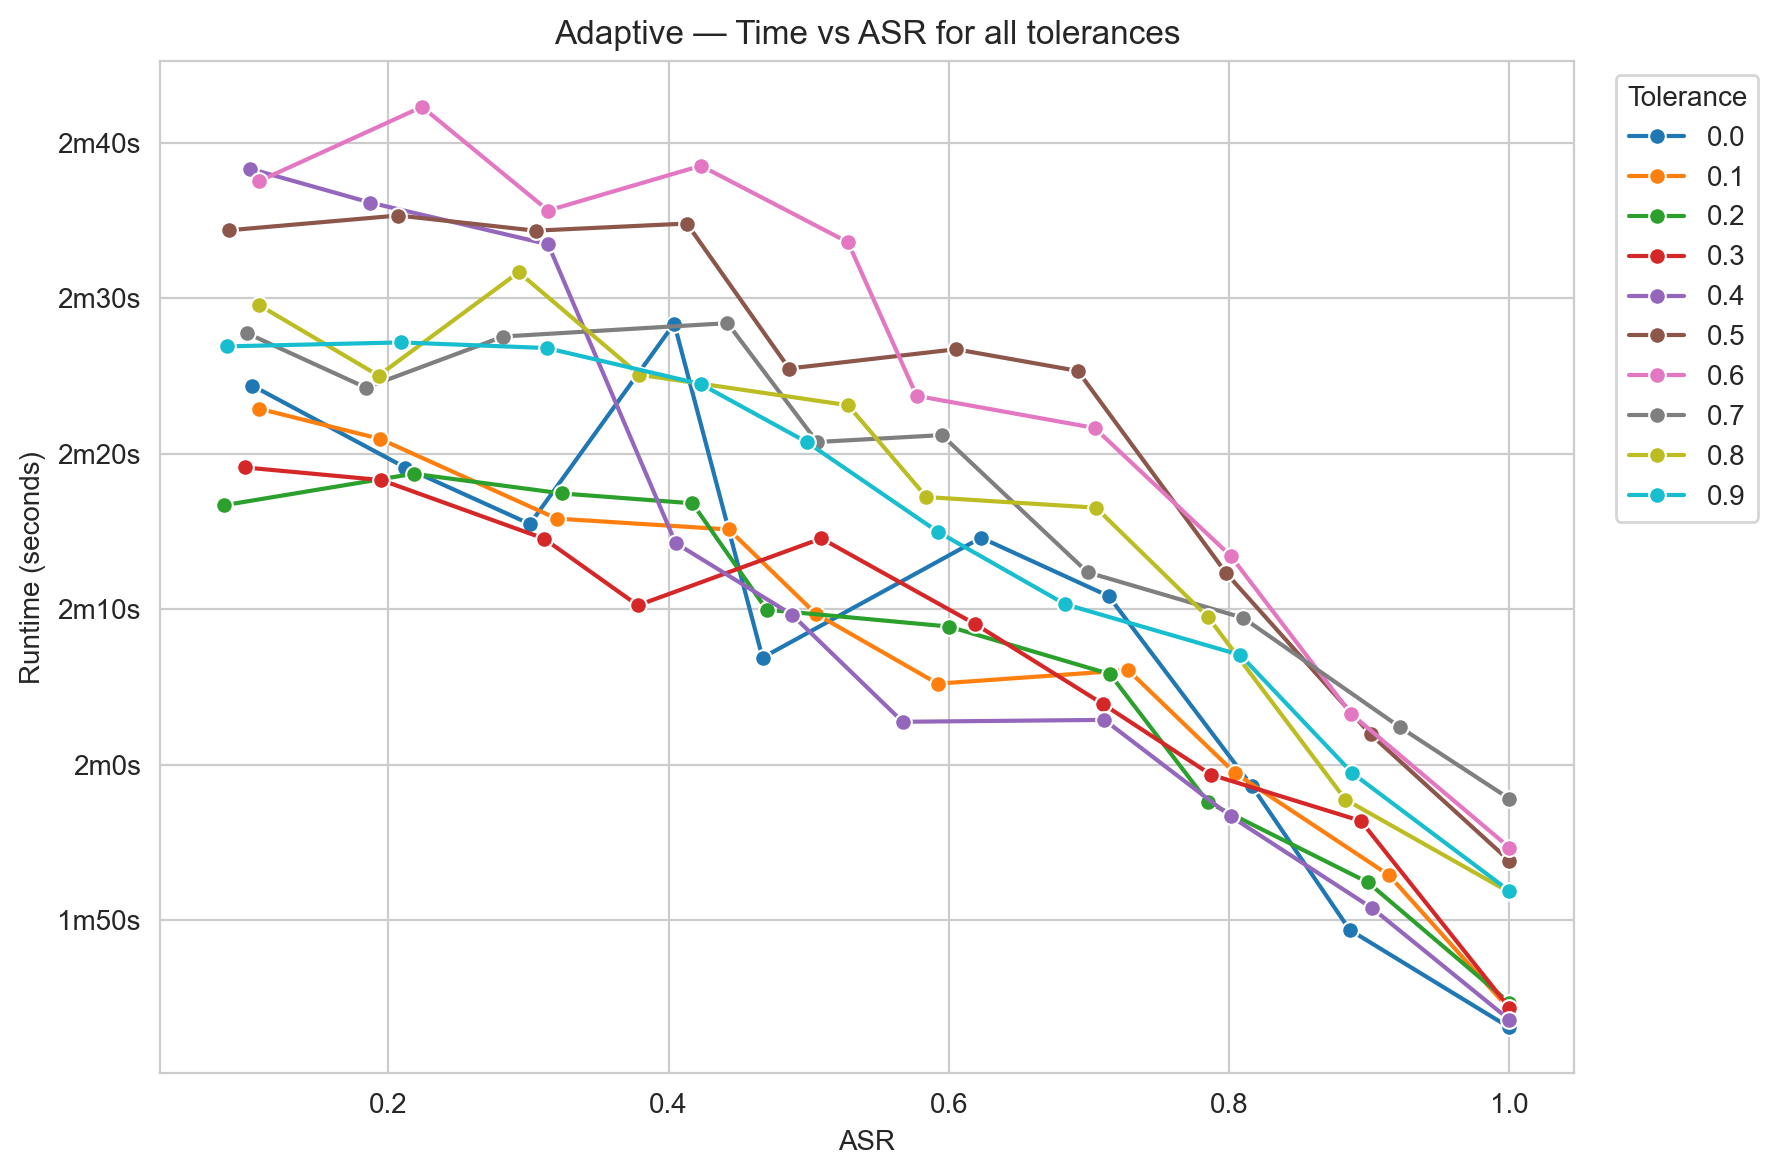 Adaptive — Time vs ASR for all tolerances
Tolerance
0.0
0.1
0.2
0.3
0.4
0.5
0.6
0.7
0.8
0.9
Runtime (seconds)
2m40s
2m30s
2m20s
2m10s
2m0s
1m50s
0.2 0.4 0.6 0.8 1.0
ASR